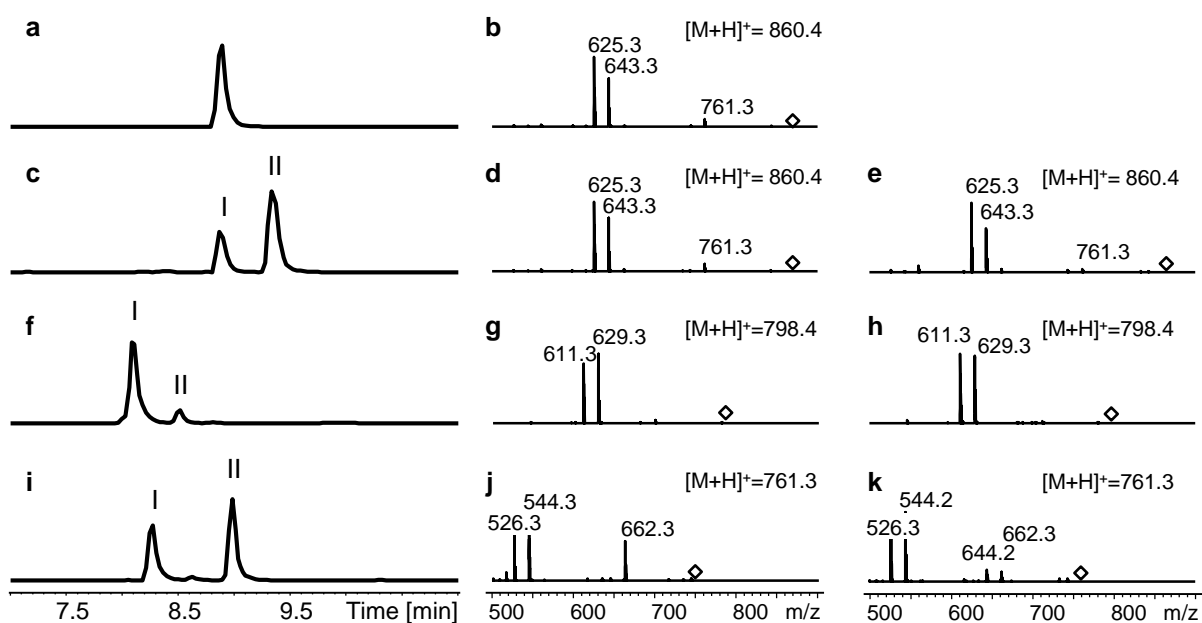 a
b [M+H]+= 860.4
625.3
643.3
761.3
c I II
d [M+H]+= 860.4
625.3
643.3
761.3
e [M+H]+= 860.4
625.3
643.3
761.3
f I II
g [M+H]+=798.4
611.3 629.3
h [M+H]+=798.4
611.3 629.3
i I II
j [M+H]+=761.3
544.3
526.3 662.3
k [M+H]+=761.3
544.2
526.3 662.3
644.2
7.5 8.5 9.5 Time [min]
500 600 700 800 m/z
500 600 700 800 m/z